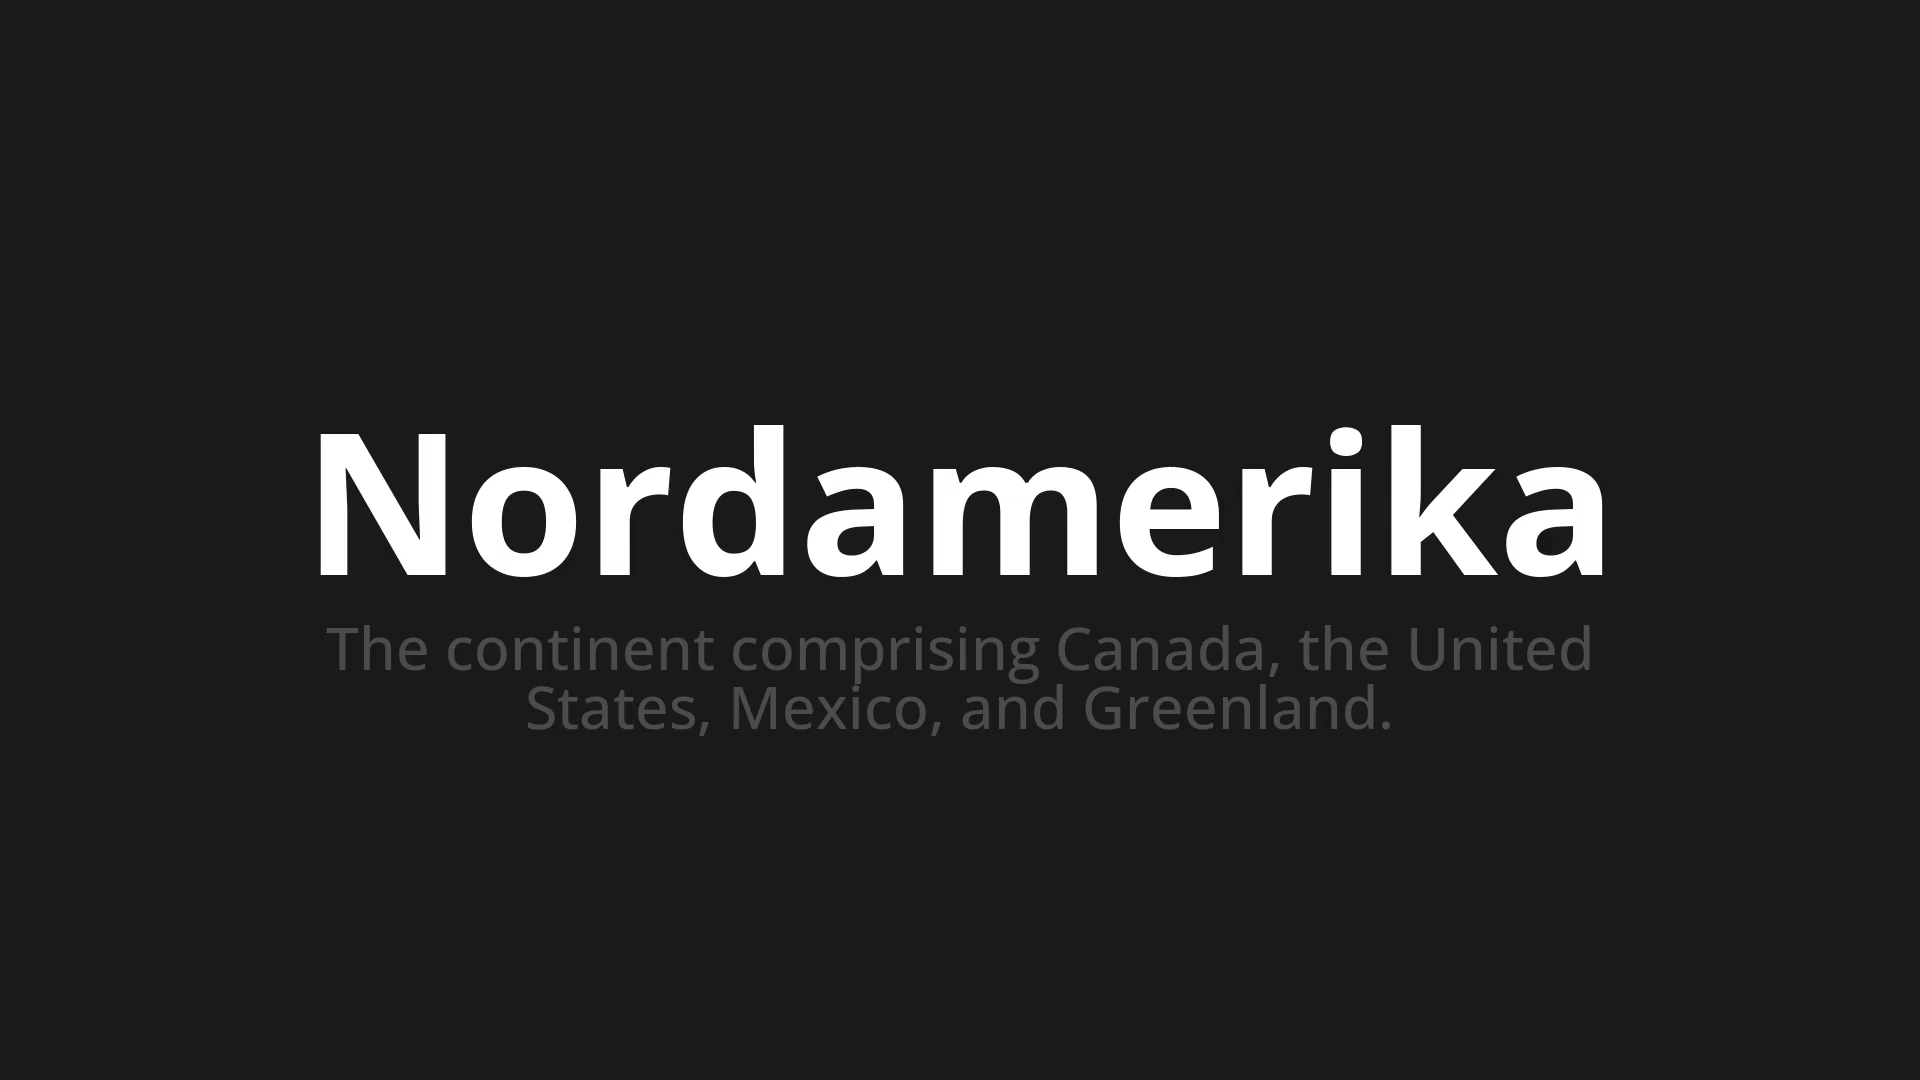 Nordamerika
The continent comprising Canada, the United
States, Mexico, and Greenland.